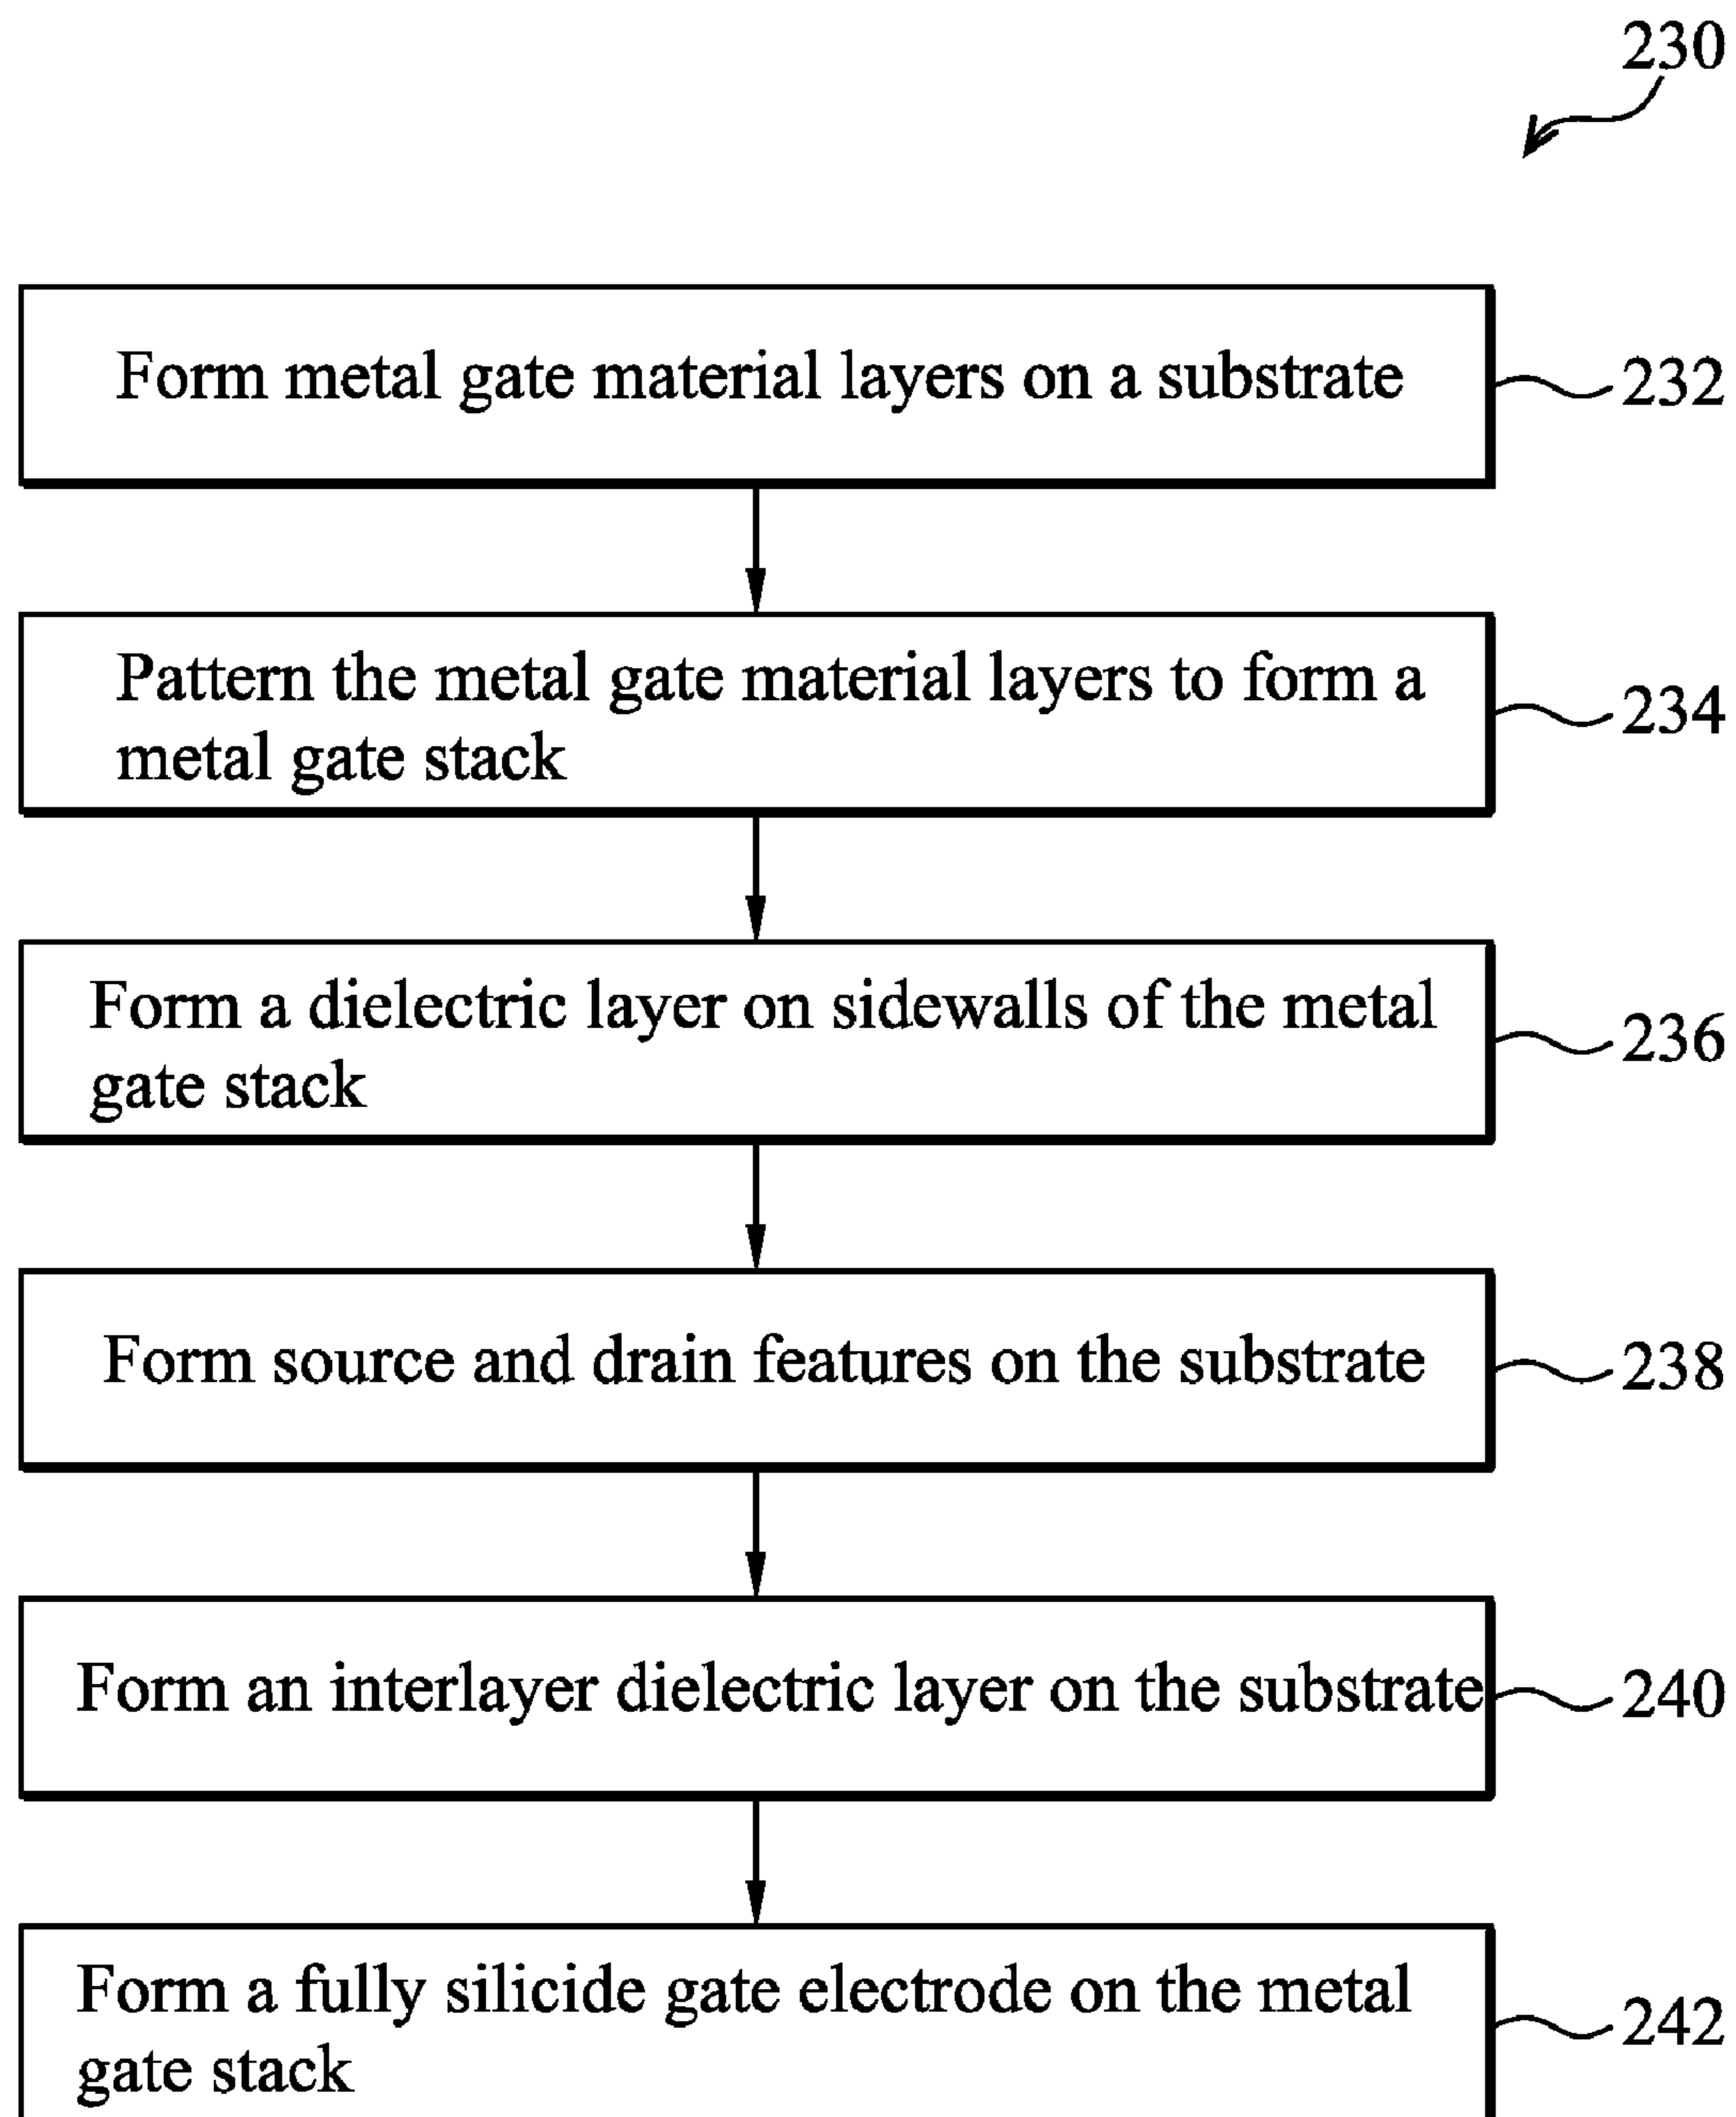 230
Form metal gate material layers on a substrate
232
Pattern the metal gate material layers to form a
metal gate stack
234
Form a dielectric layer on sidewalls of the metal
gate stack
236
Form source and drain features on the substrate
238
Form an interlayer dielectric layer on the substrate
240
Form a fully silicide gate electrode on the metal
gate stack
242